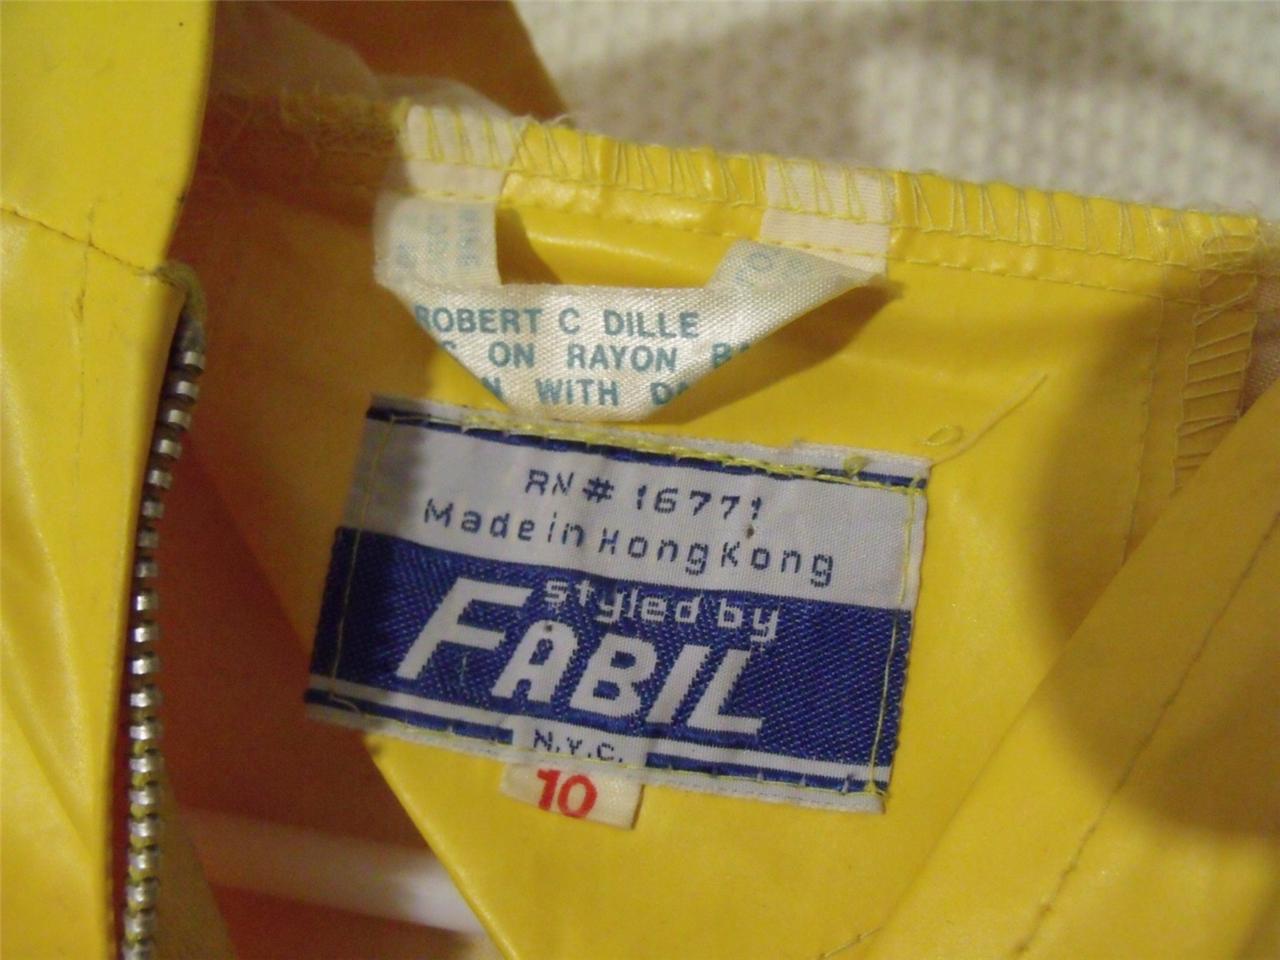 ROBERT C DILLE
ON RAYON
WITH
RN# 16771
Made in Hong Kong
styled by
FABIL
N.Y.C.
10